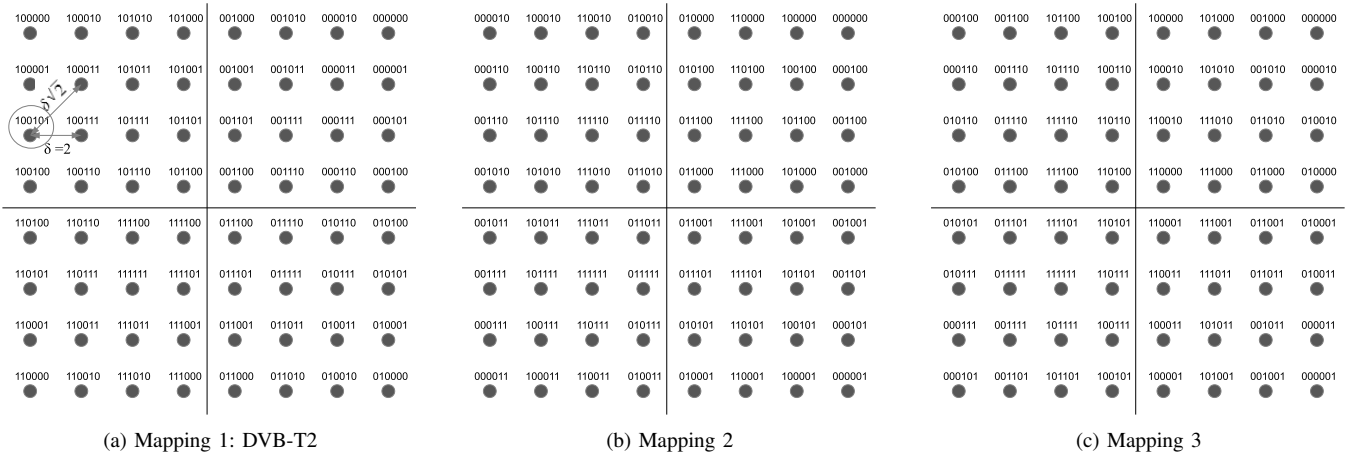 100000 100010 101010 101000 001000 001010 000010 000000
100001 100011 101011 101001 001001 001011 000011 000001
δ√2
100101 100111 101111 101101 001101 001111 000111 000101
δ =2
100100 100110 101110 101100 001100 001110 000110 000100
110100 110110 111100 111100 011100 011110 010110 010100
110101 110111 111111 111101 011101 011111 010111 010101
110001 110011 111011 111001 011001 011011 010011 010001
110000 110010 111010 111000 011000 011010 010010 010000
(a) Mapping 1: DVB-T2
000010 100010 110010 010010 010000 110000 100000 000000
000110 100110 110110 010110 010100 110100 100100 000100
001110 101110 111110 011110 011100 111100 101100 001100
001010 101010 111010 011010 011000 111000 101000 001000
001011 101011 111011 011011 011001 111001 101001 001001
001111 101111 111111 011111 011101 111101 101101 001101
000111 100111 110111 010111 010101 110101 100101 000101
000011 100011 110011 010011 010001 110001 100001 000001
(b) Mapping 2
000100 001100 101100 100100 100000 101000 001000 000000
000110 001110 101110 100110 100010 101010 001010 000010
010110 011110 111110 110110 110010 111010 011010 010010
010100 011100 111100 110100 110000 111000 011000 010000
010101 011101 111101 110101 110001 111001 011001 010001
010111 011111 111111 110111 110011 111011 011011 010011
000111 001111 101111 100111 100011 101011 001011 000011
000101 001101 101101 100101 100001 101001 001001 000001
(c) Mapping 3